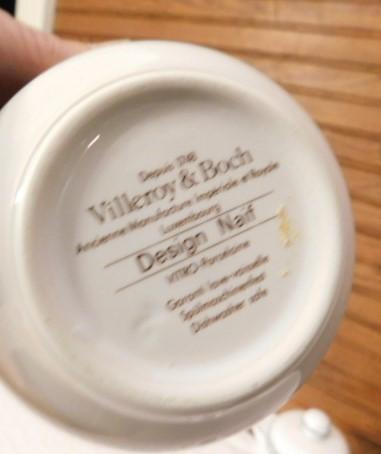 Depuis 1748
Villeroy & Boch
Ancienne Manufacture Impériale et Royale
Luxembourg
Design Naif
VITRO-Porcelaine
Garanti lave-vaisselle
Spülmaschinenfest
Dishwasher safe